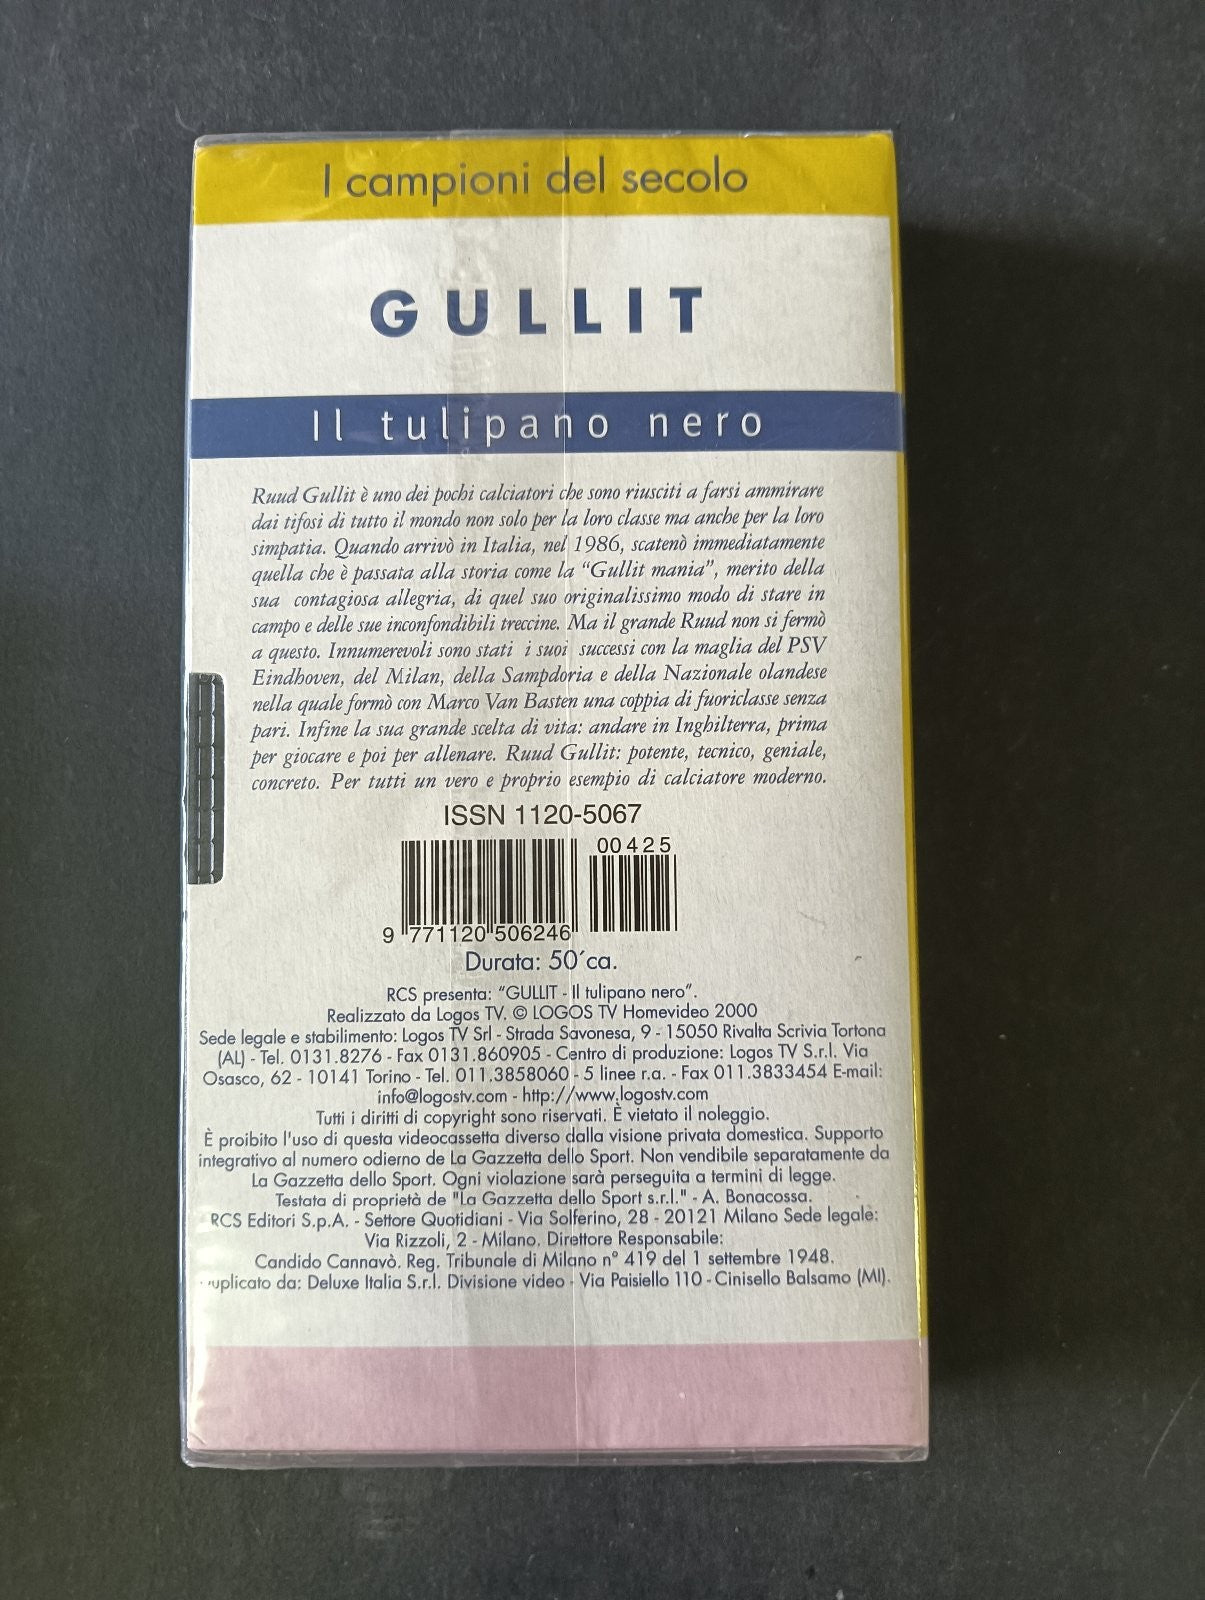 I campioni del secolo
GULLIT
Il tulipano nero
Ruud Gullit è uno dei pochi calciatori che sono riusciti a farsi ammirare
dai tifosi di tutto il mondo non solo per la loro classe ma anche per la loro
simpatia. Quando arrivò in Italia, nel 1986, scatenò immediatamente
quella che è passata alla storia come la “Gullit mania”, merito della
sua contagiosa allegria, di quel suo originalissimo modo di stare in
campo e delle sue inconfondibili treccine. Ma il grande Ruud non si fermò
a questo. Innumerevoli sono stati i suoi successi con la maglia del PSV
Eindhoven, del Milan, della Sampdoria e della Nazionale olandese
nella quale formò con Marco Van Basten una coppia di fuoriclasse senza
pari. Infine la sua grande scelta di vita: andare in Inghilterra, prima
per giocare e poi per allenare. Ruud Gullit: potente, tecnico, geniale,
concreto. Per tutti un vero e proprio esempio di calciatore moderno.
ISSN 1120-5067
00425
9 771120 506246
Durata: 50´ca.
RCS presenta: “GULLIT - Il tulipano nero”.
Realizzato da Logos TV. © LOGOS TV Homevideo 2000
Sede legale e stabilimento: Logos TV Srl - Strada Savonesa, 9 - 15050 Rivalta Scrivia Tortona
(AL) - Tel. 0131.8276 - Fax 0131.860905 - Centro di produzione: Logos TV S.r.l. Via
Osasco, 62 - 10141 Torino - Tel. 011.3858060 - 5 linee r.a. - Fax 011.3833454 E-mail:
info@logostv.com - http://www.logostv.com
Tutti i diritti di copyright sono riservati. È vietato il noleggio.
È proibito l'uso di questa videocassetta diverso dalla visione privata domestica. Supporto
integrativo al numero odierno de La Gazzetta dello Sport. Non vendibile separatamente da
La Gazzetta dello Sport. Ogni violazione sarà perseguita a termini di legge.
Testata di proprietà de "La Gazzetta dello Sport s.r.l." - A. Bonacossa.
RCS Editori S.p.A. - Settore Quotidiani - Via Solferino, 28 - 20121 Milano Sede legale:
Via Rizzoli, 2 - Milano. Direttore Responsabile:
Candido Cannavò. Reg. Tribunale di Milano n° 419 del 1 settembre 1948.
uplicato da: Deluxe Italia S.r.l. Divisione video - Via Paisiello 110 - Cinisello Balsamo (MI).